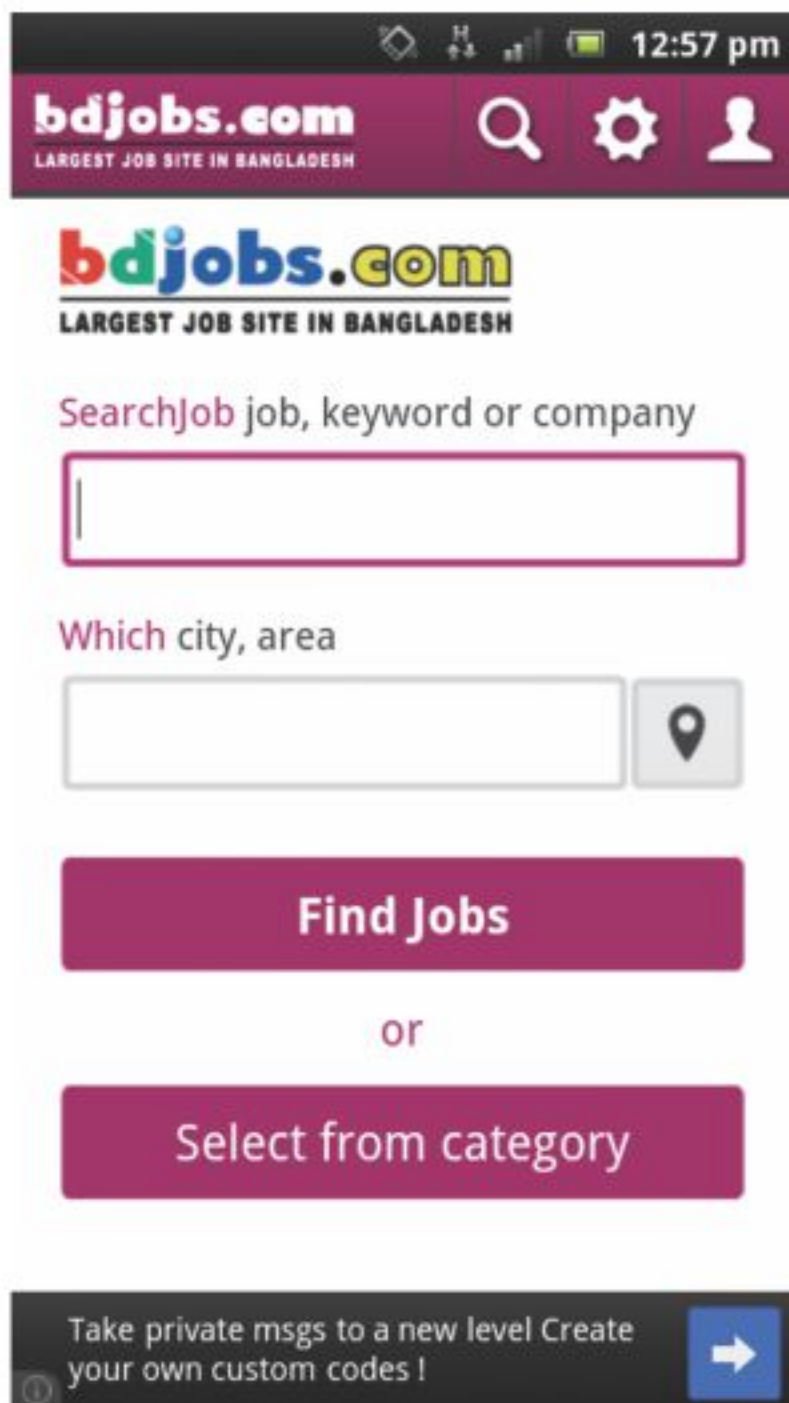 H
12:57 pm
bdjobs.com
LARGEST JOB SITE IN BANGLADESH
bdjobs.com
LARGEST JOB SITE IN BANGLADESH
SearchJob job, keyword or company
Which city, area
Find Jobs
or
Select from category
Take private msgs to a new level Create
your own custom codes !